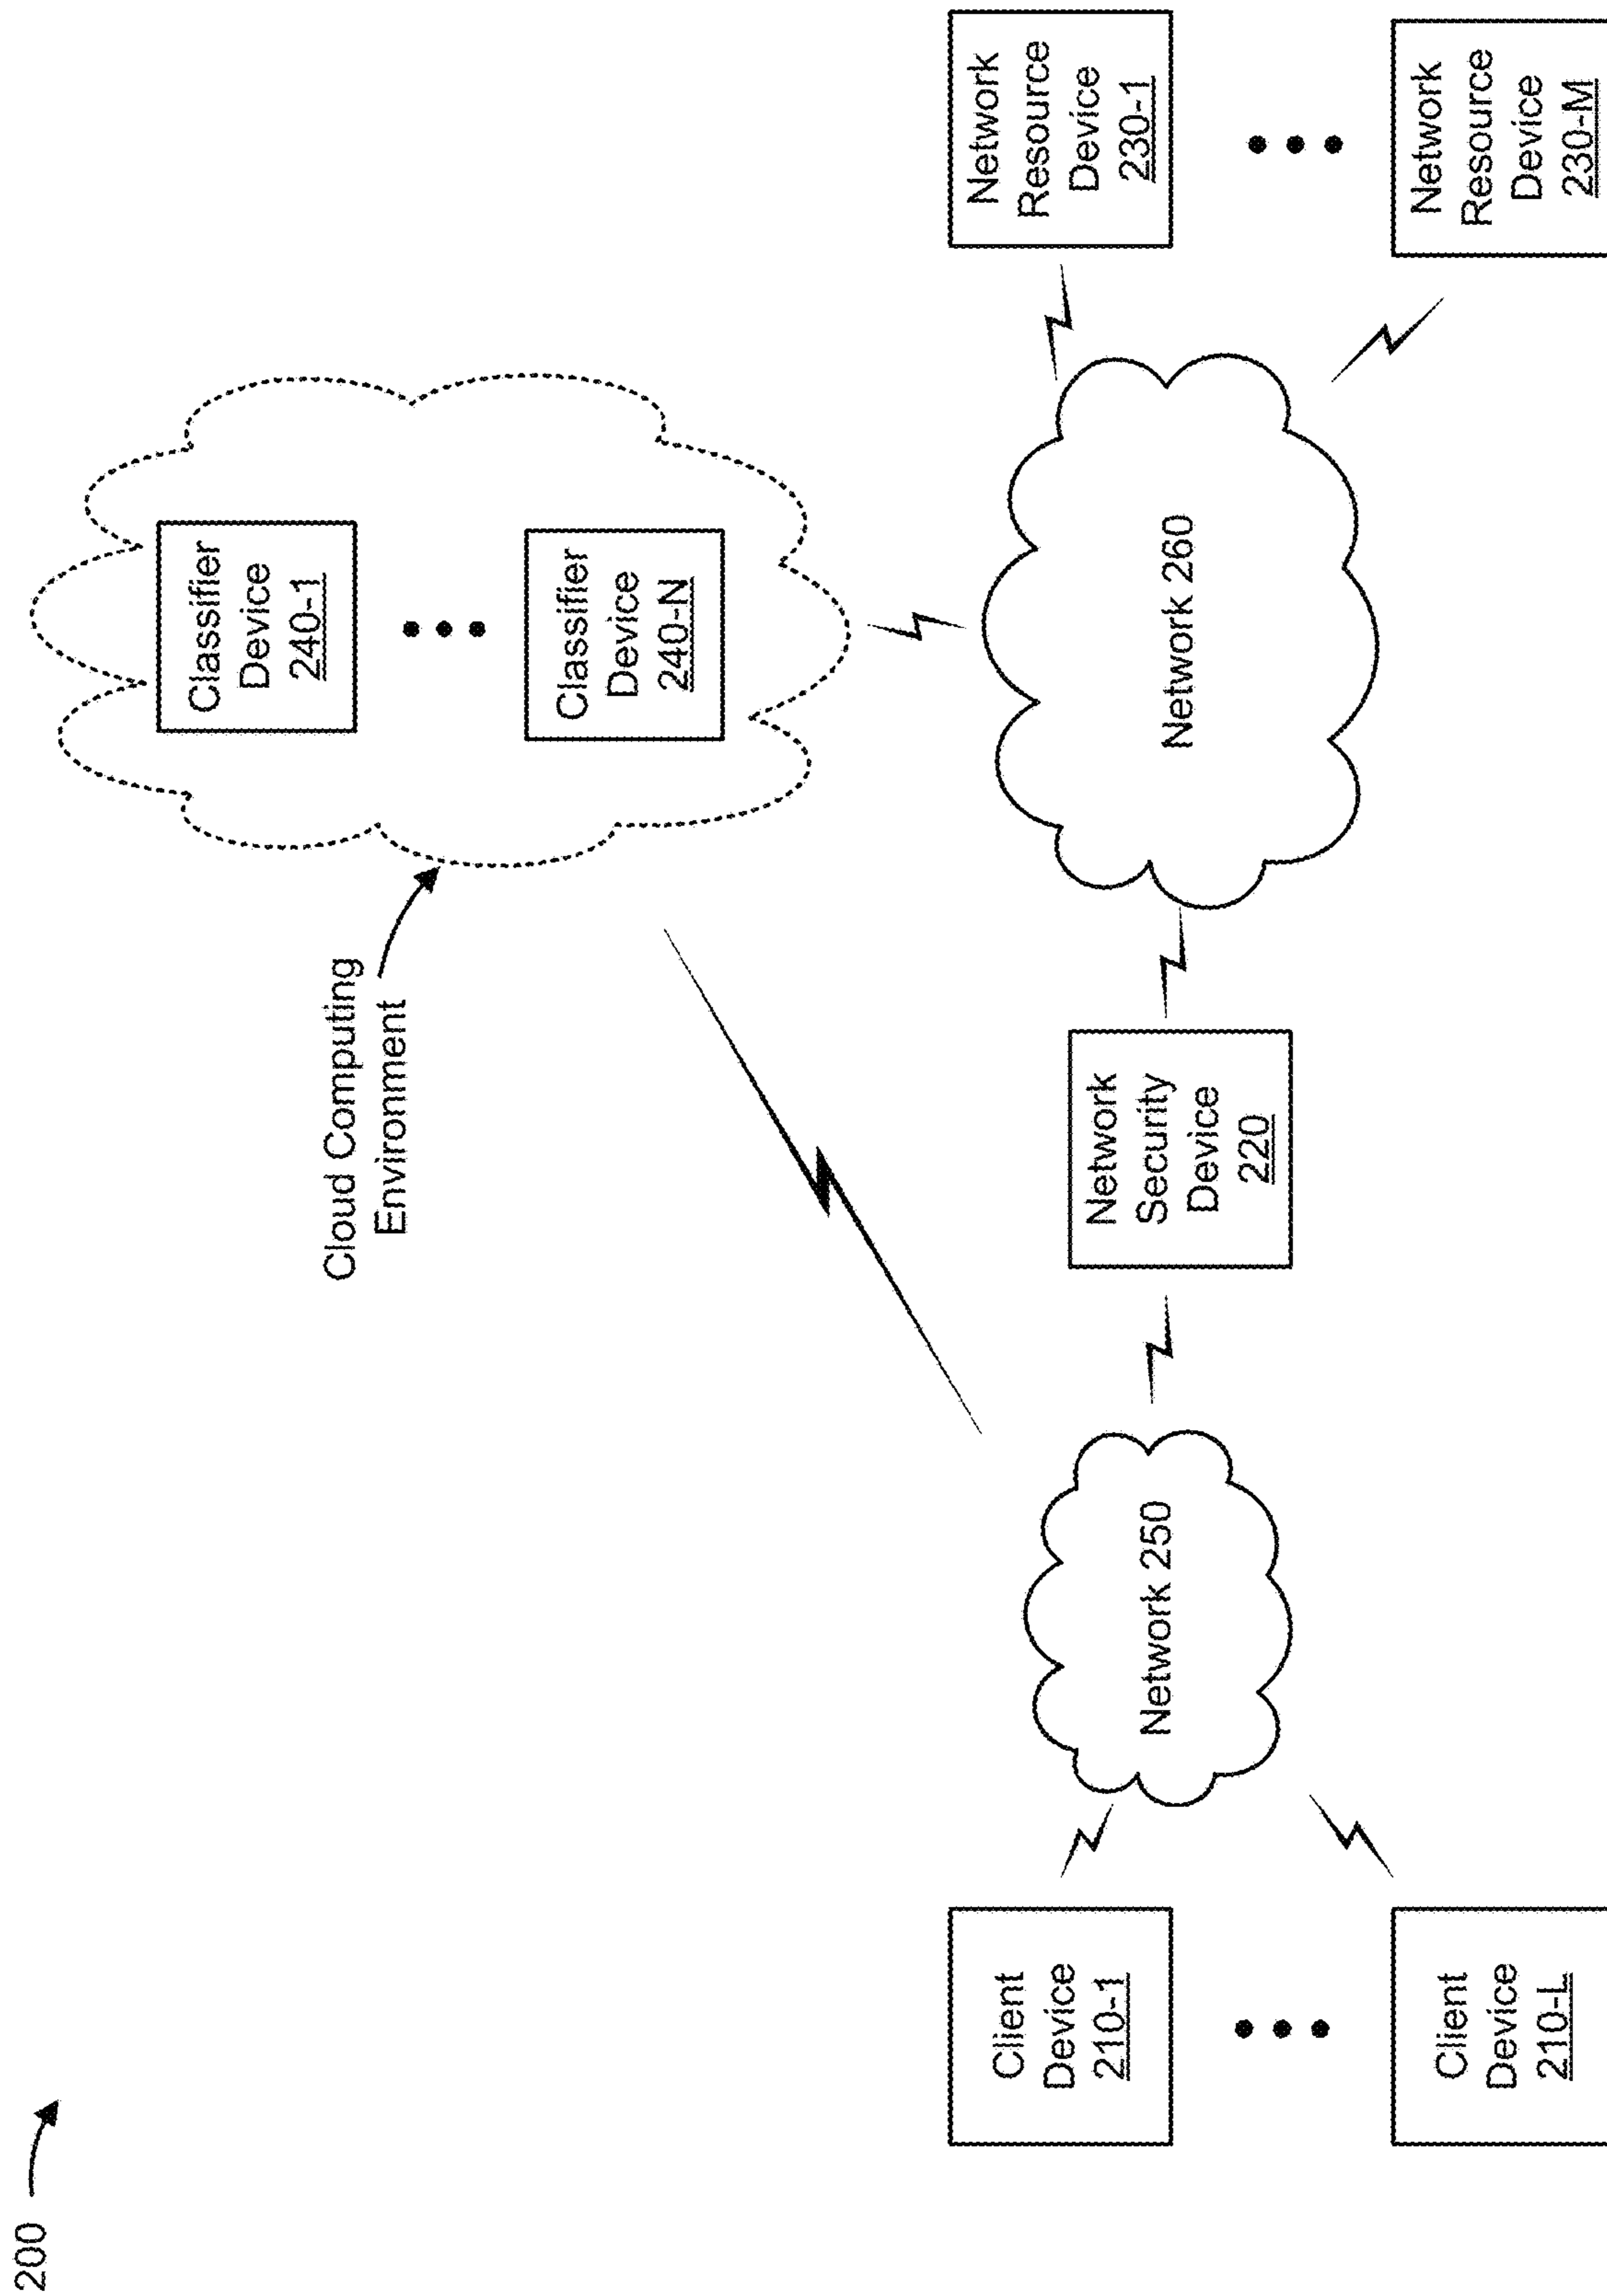 200
Cloud Computing
Environment
Classifier
Device
240-1
Classifier
Device
240-N
Client
Device
210-1
Client
Device
210-L
Network 250
Network
Security
Device
220
Network 260
Network
Resource
Device
230-1
Network
Resource
Device
230-M